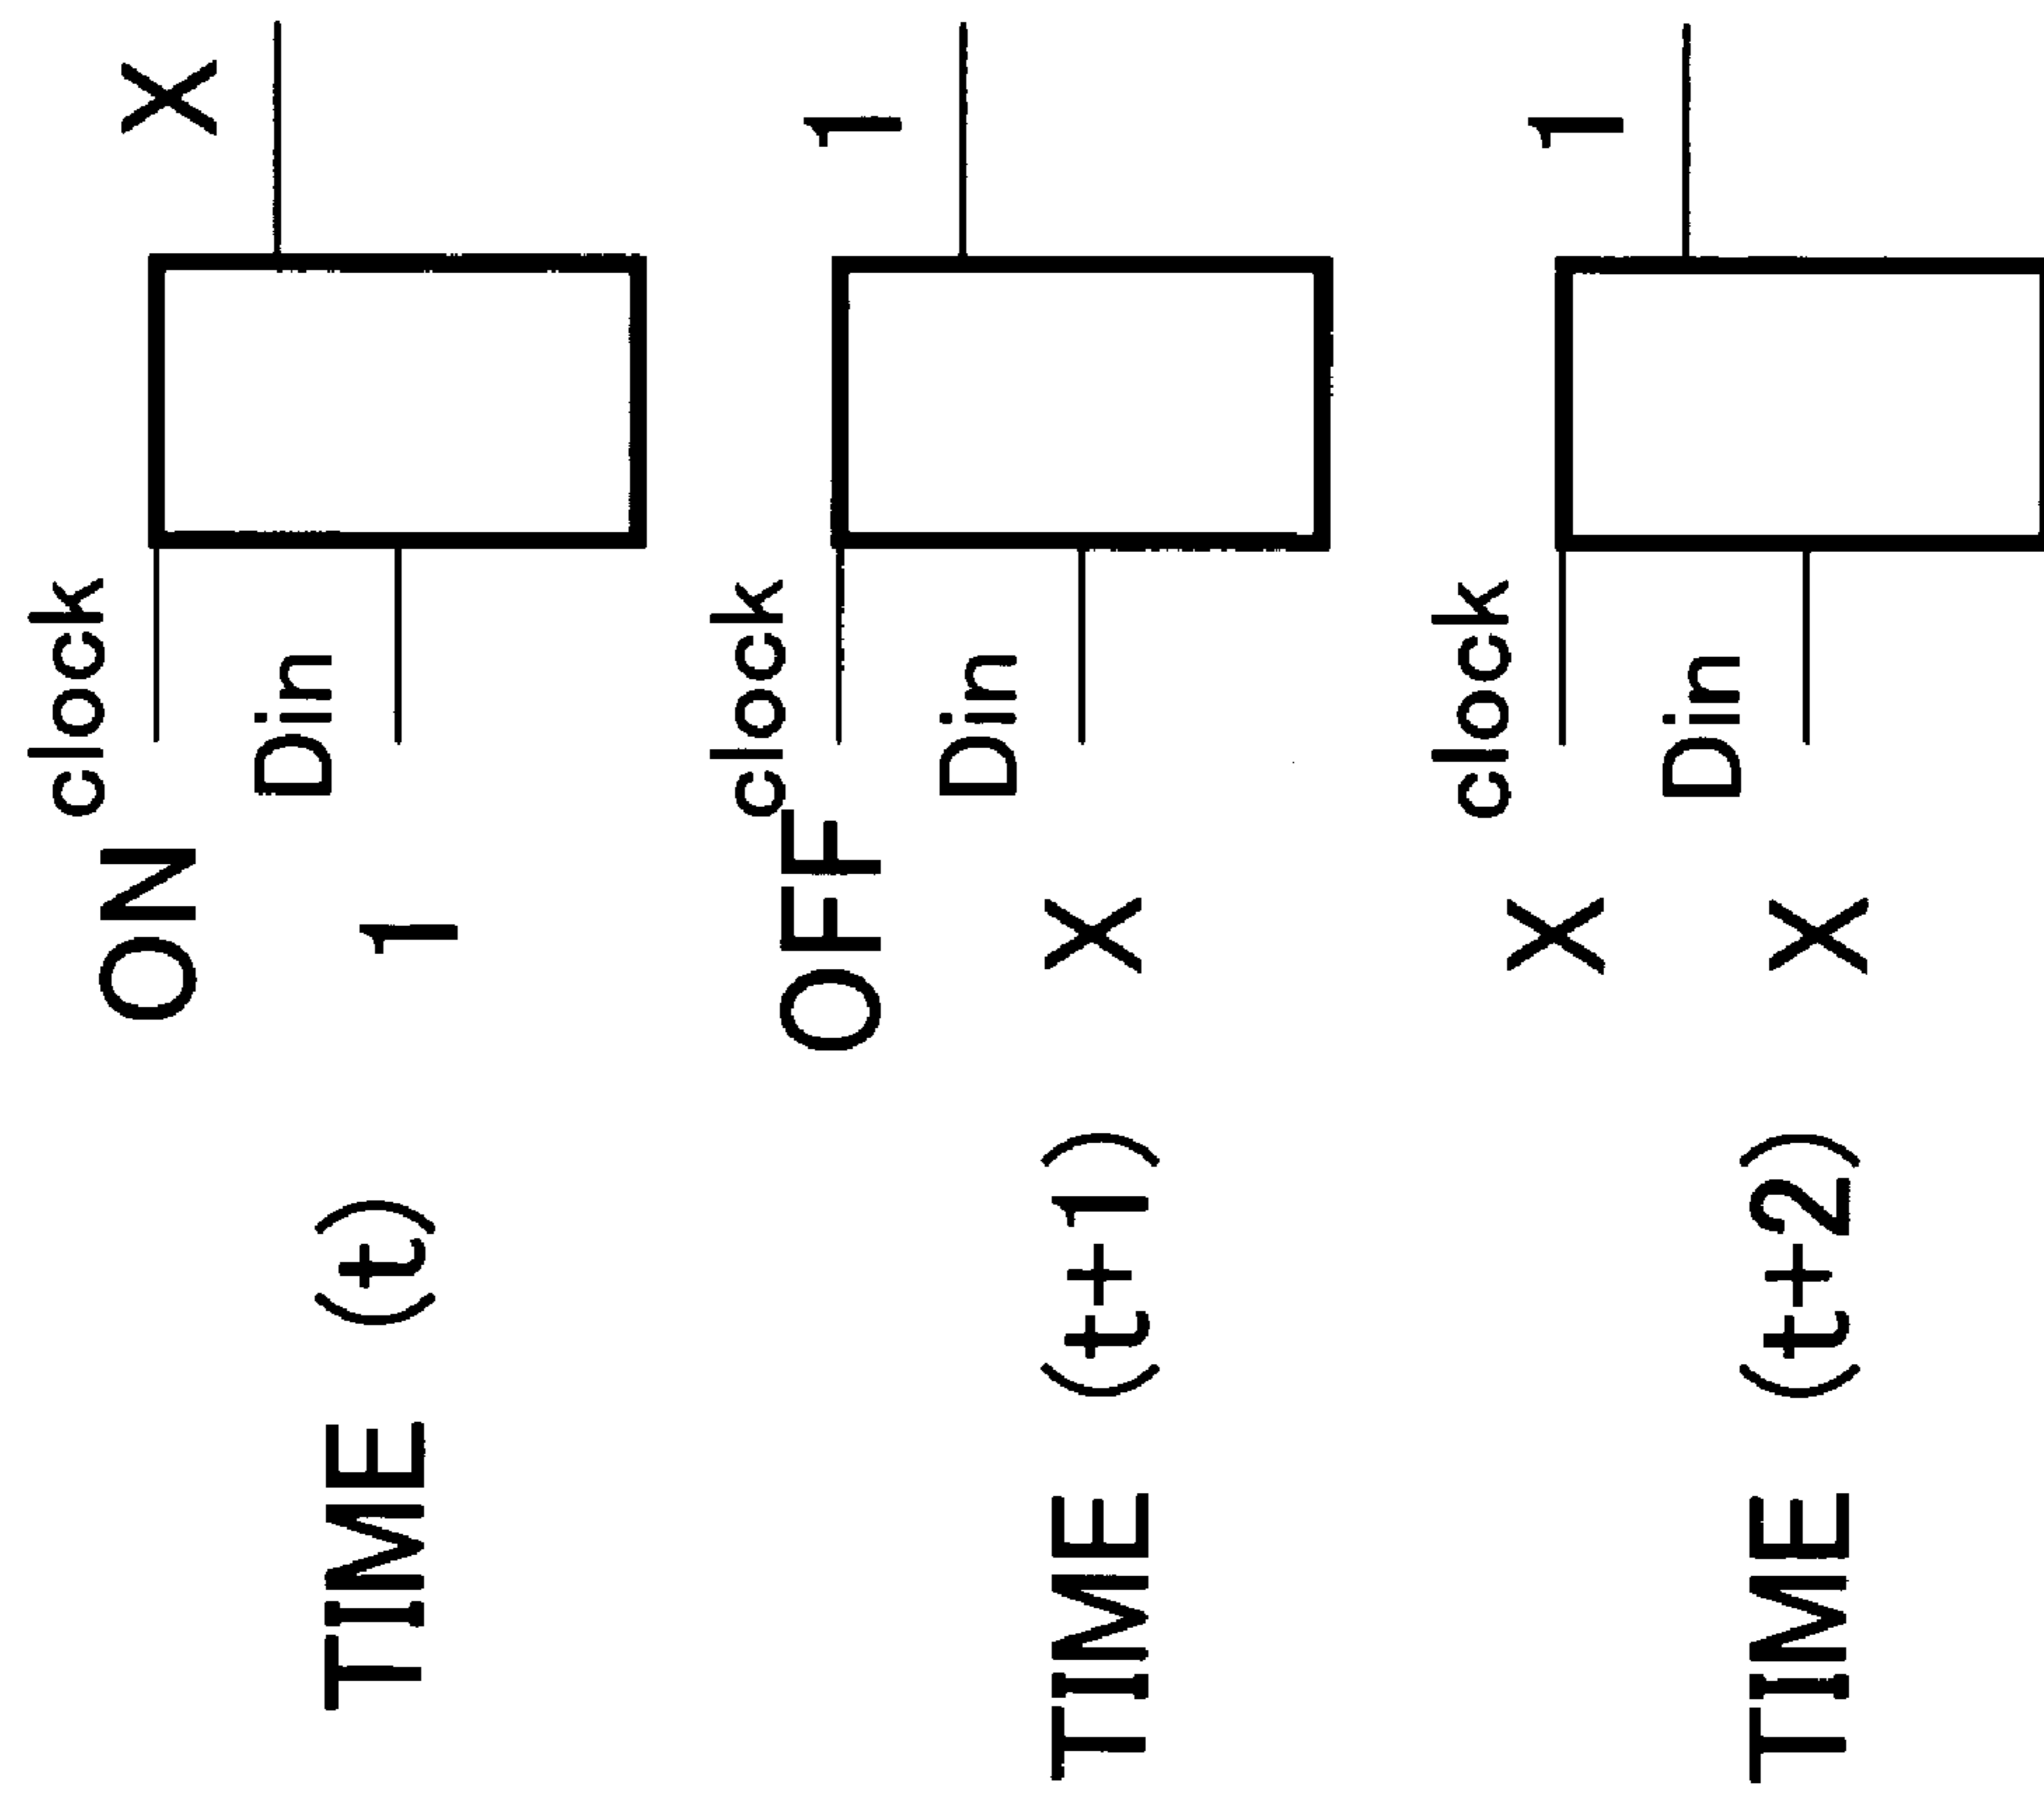 clock
ON
X
Din
TIME (t) 1
clock
OFF
1
Din
TIME (t+1) X
clock
X
1
Din
TIME (t+2) X